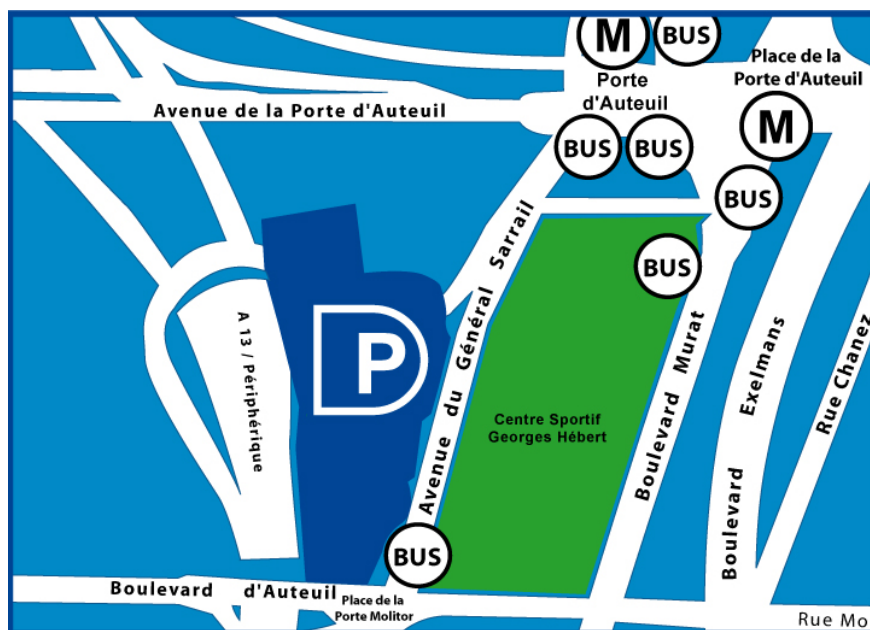 M
BUS
Place de la
Porte d'Auteuil
Porte
d'Auteuil
Avenue de la Porte d'Auteuil
M
BUS
BUS
BUS
BUS
Avenue du Général Sarrail
A 13 / Périphérique
P
Centre Sportif
Georges Hébert
Boulevard Murat
Boulevard Exelmans
Rue Chanez
BUS
Boulevard d'Auteuil
Place de la
Porte Molitor
Rue Mo